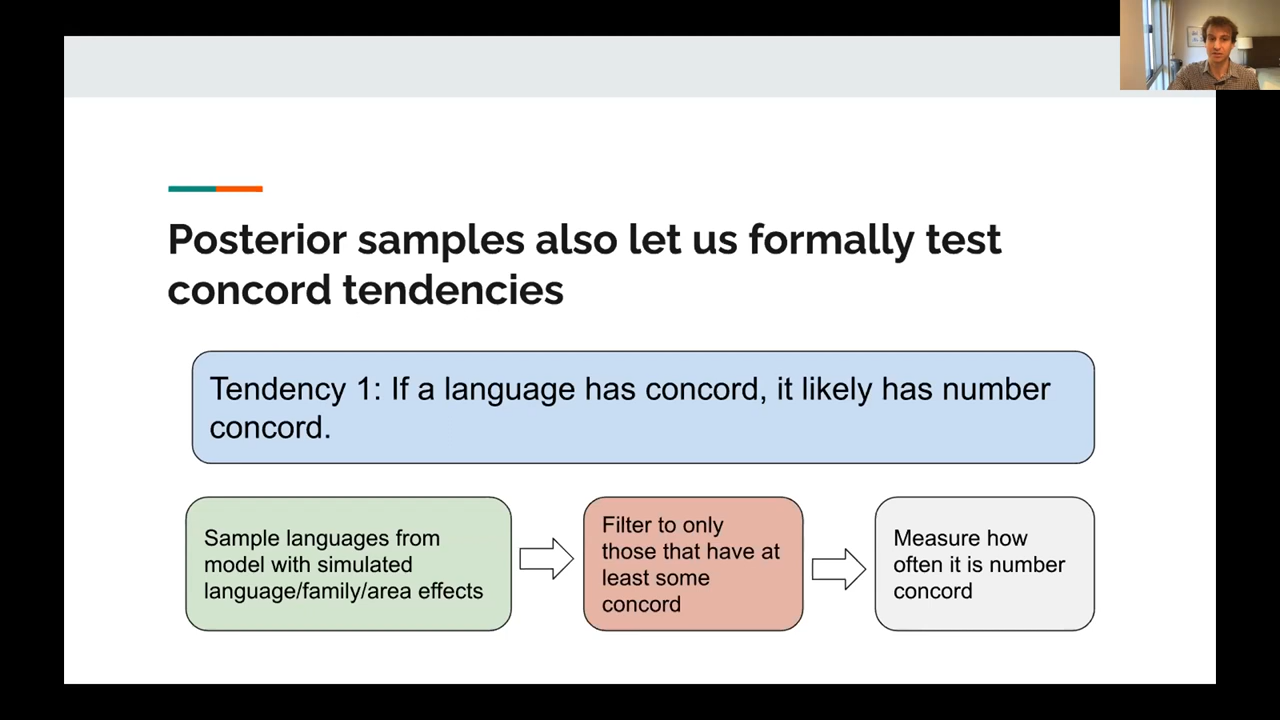 Posterior samples also let us formally test
concord tendencies
Tendency 1: If a language has concord, it likely has number
concord.
Sample languages from
model with simulated
language/family/area effects
Filter to only
those that have at
least some
concord
Measure how
often it is number
concord